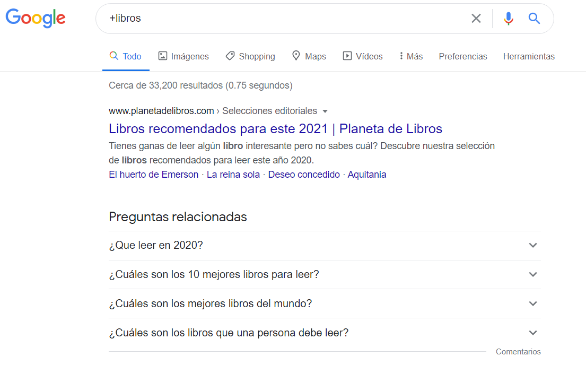 Google
+libros
Todo Imágenes Shopping Maps Vídeos Más Preferencias Herramientas
Cerca de 33,200 resultados (0.75 segundos)
www.planetadelibros.com › Selecciones editoriales
Libros recomendados para este 2021 | Planeta de Libros
Tienes ganas de leer algún libro interesante pero no sabes cuál? Descubre nuestra selección
de libros recomendados para leer este año 2020.
El huerto de Emerson · La reina sola · Deseo concedido · Aquitania
Preguntas relacionadas
¿Que leer en 2020?
¿Cuáles son los 10 mejores libros para leer?
¿Cuáles son los mejores libros del mundo?
¿Cuáles son los libros que una persona debe leer?
Comentarios